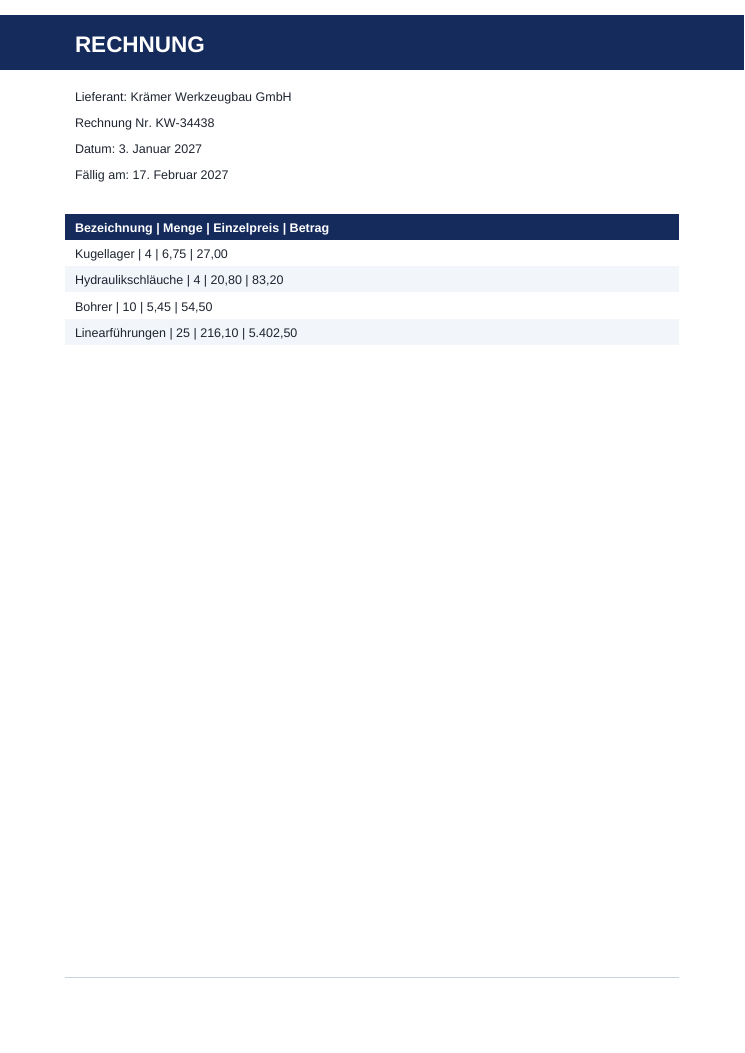 RECHNUNG
Lieferant: Krämer Werkzeugbau GmbH
Rechnung Nr. KW-34438
Datum: 3. Januar 2027
Fällig am: 17. Februar 2027
Bezeichnung | Menge | Einzelpreis | Betrag
Kugellager | 4 | 6,75 | 27,00
Hydraulikschläuche | 4 | 20,80 | 83,20
Bohrer | 10 | 5,45 | 54,50
Linearführungen | 25 | 216,10 | 5.402,50